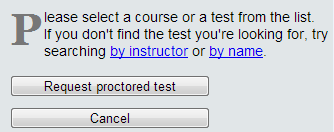 Please select a course or a test from the list.
If you don't find the test you're looking for, try
searching by instructor or by name.
Request proctored test
Cancel